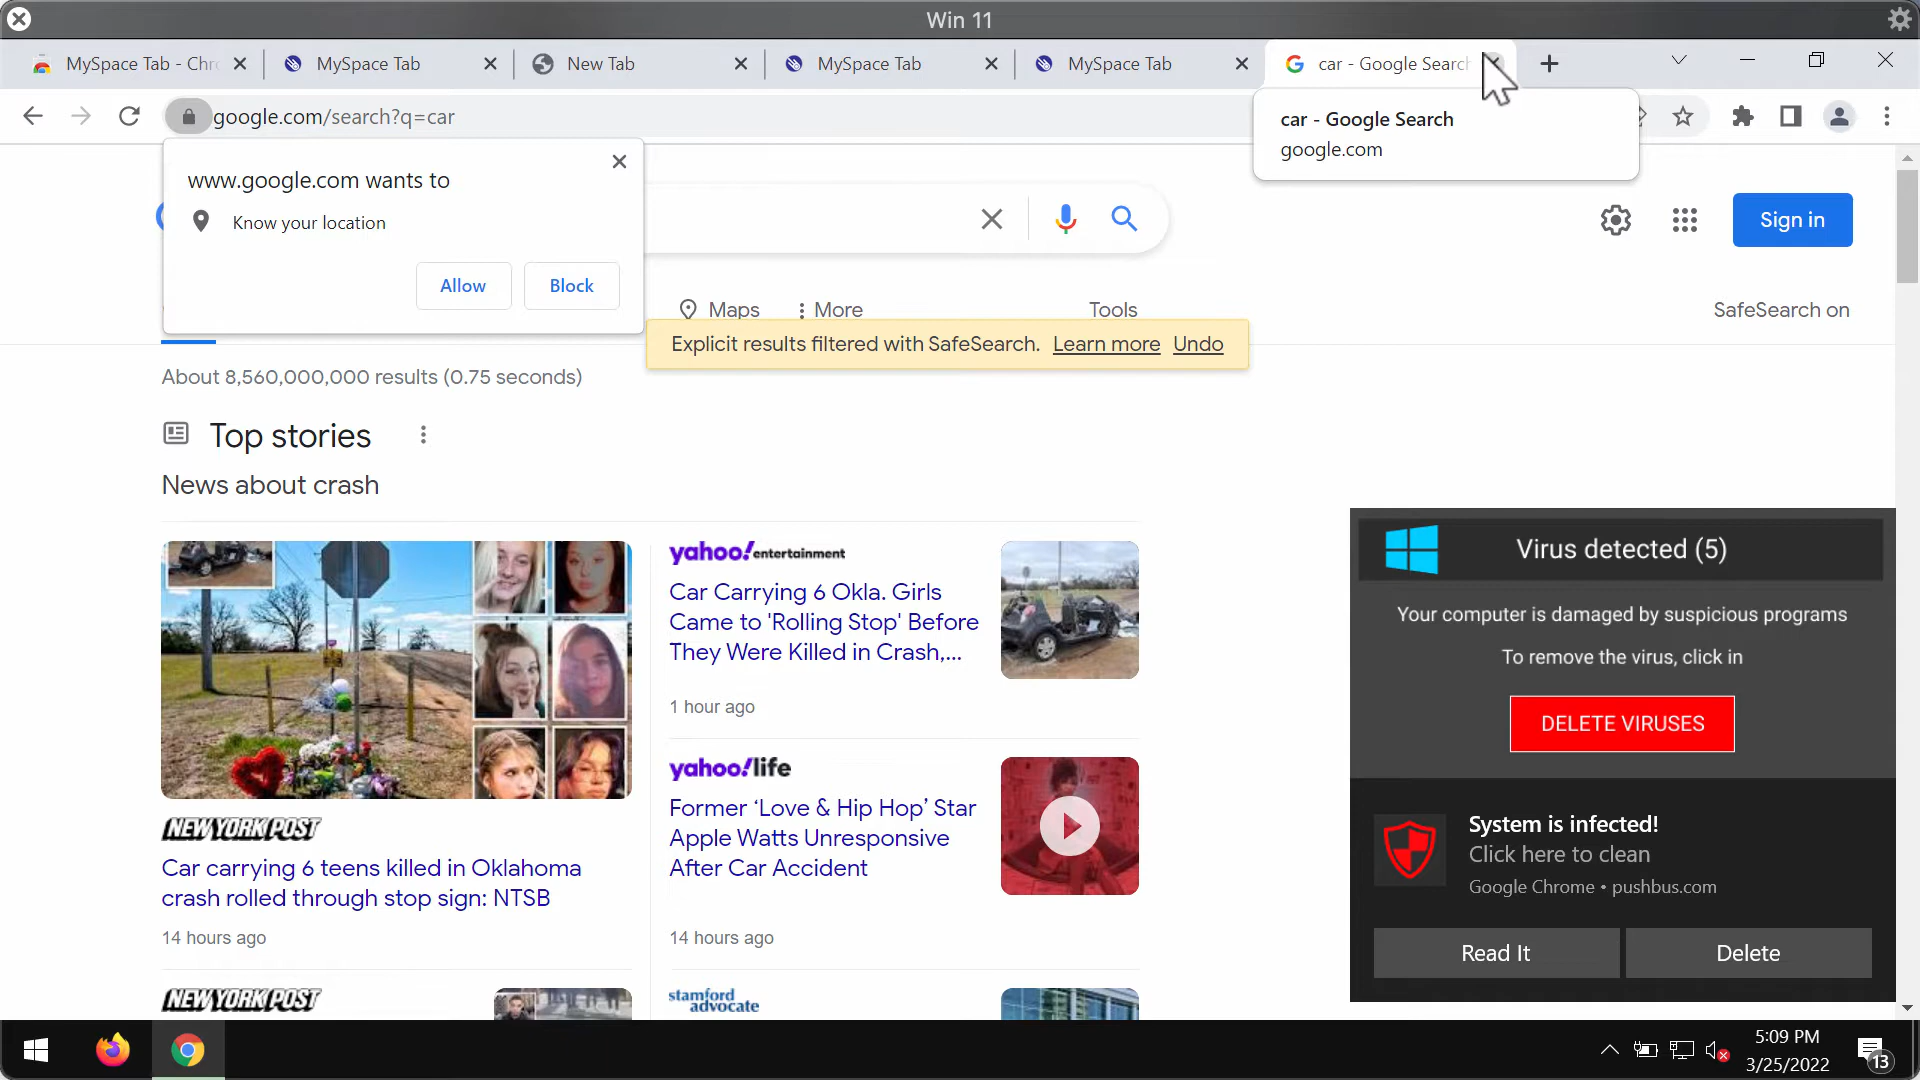 Win 11
MySpace Tab - Chr
MySpace Tab
New Tab
MySpace Tab
MySpace Tab
car - Google Search
google.com/search?q=car
car - Google Search
google.com
www.google.com wants to
Know your location
Allow
Block
Sign in
Maps
More
Tools
SafeSearch on
Explicit results filtered with SafeSearch. Learn more Undo
About 8,560,000,000 results (0.75 seconds)
Top stories
News about crash
yahoo!entertainment
Car Carrying 6 Okla. Girls
Came to 'Rolling Stop' Before
They Were Killed in Crash,...
1 hour ago
yahoo!life
Former ‘Love & Hip Hop’ Star
Apple Watts Unresponsive
After Car Accident
14 hours ago
NEW YORK POST
Car carrying 6 teens killed in Oklahoma
crash rolled through stop sign: NTSB
14 hours ago
NEW YORK POST
stamford
advocate
Virus detected (5)
Your computer is damaged by suspicious programs
To remove the virus, click in
DELETE VIRUSES
System is infected!
Click here to clean
Google Chrome • pushbus.com
Read It
Delete
5:09 PM
3/25/2022
13